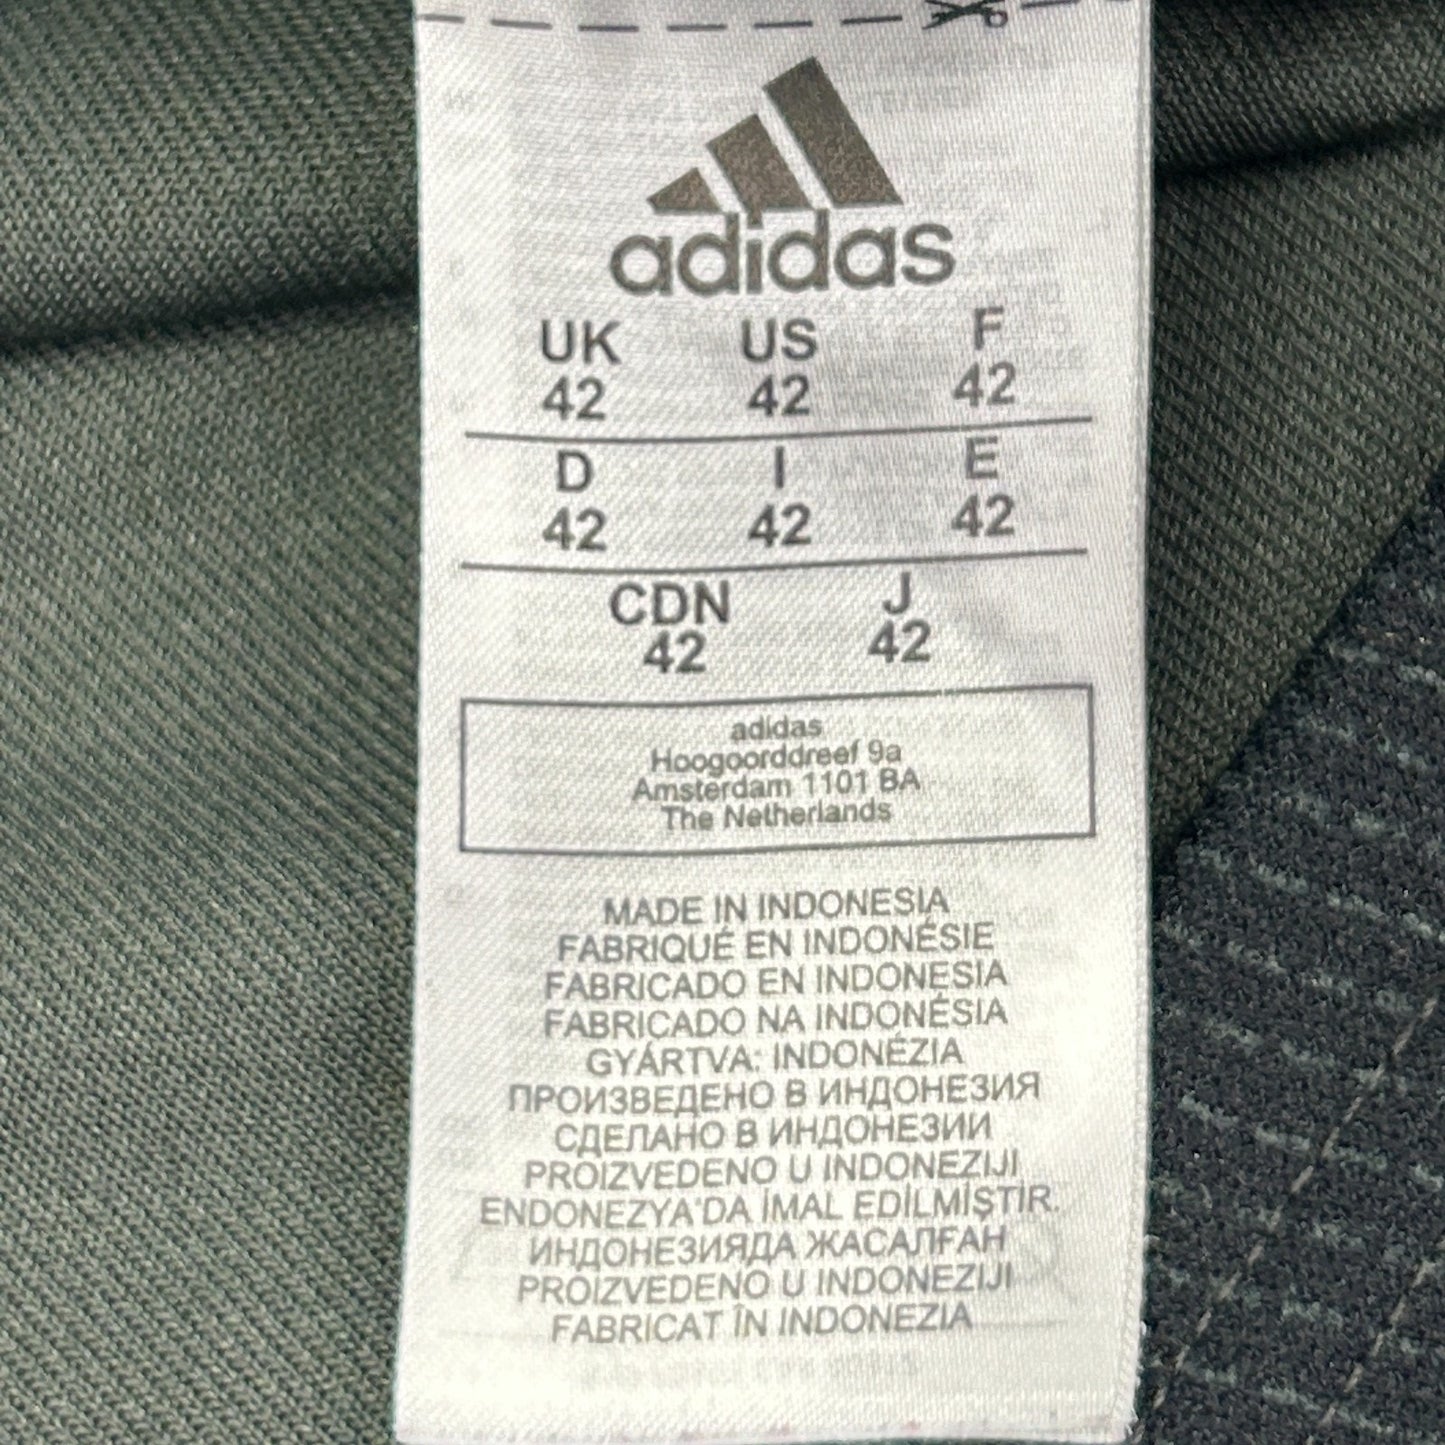 adidas
UK US F
42 42 42
D I E
42 42 42
CDN J
42 42
adidas
Hoogoorddreef 9a
Amsterdam 1101 BA
The Netherlands
MADE IN INDONESIA
FABRIQUÉ EN INDONÉSIE
FABRICADO EN INDONESIA
FABRICADO NA INDONÉSIA
GYÁRTVA: INDONÉZIA
ПРОИЗВЕДЕНО В ИНДОНЕЗИЯ
СДЕЛАНО В ИНДОНЕЗИИ
PROIZVEDENO U INDONEZIJI
ENDONEZYA'DA İMAL EDİLMİŞTİR.
ИНДОНЕЗИЯДА ЖАСАЛҒАН
PROIZVEDENO U INDONEZIJI
FABRICAT ÎN INDONEZIA